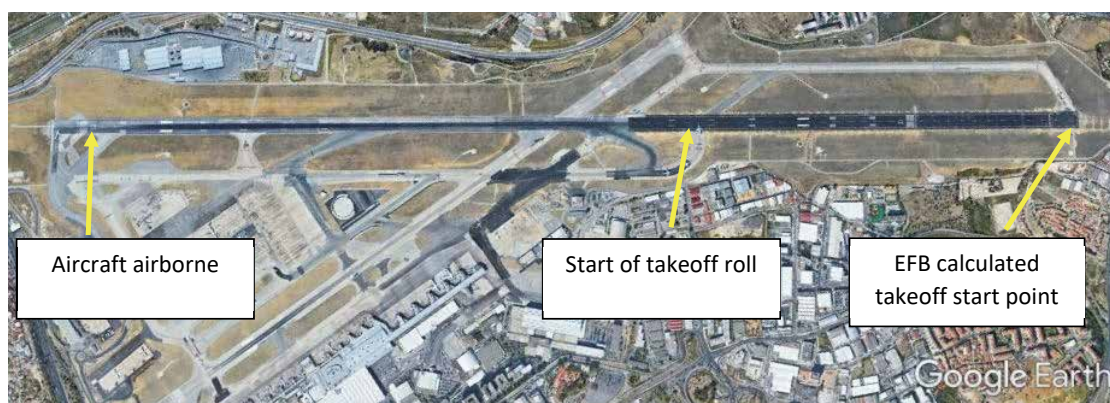 Aircraft airborne
Start of takeoff roll
EFB calculated
takeoff start point
Google Earth